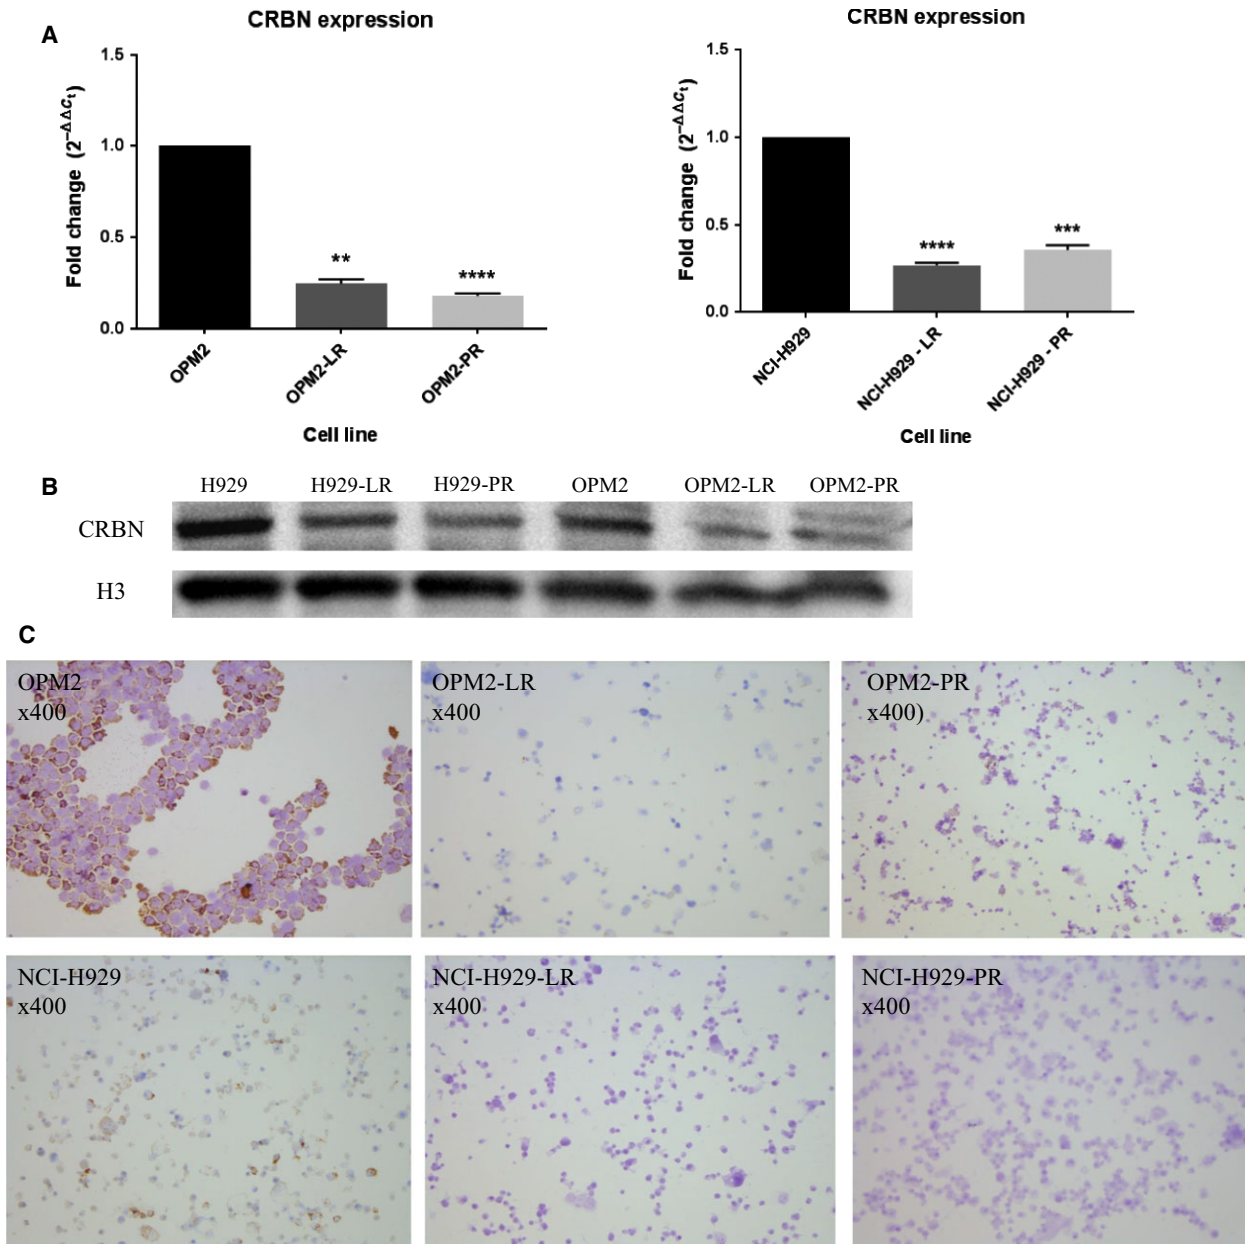 A
CRBN expression
Fold change (2^−ΔΔCt)
1.5
1.0
0.5
0.0
**
****
OPM2
OPM2-LR
OPM2-PR
Cell line
CRBN expression
Fold change (2^−ΔΔCt)
1.5
1.0
0.5
0.0
****
***
NCI-H929
NCI-H929 - LR
NCI-H929 - PR
Cell line
B
H929 H929-LR H929-PR OPM2 OPM2-LR OPM2-PR
CRBN
H3
C
OPM2
x400
OPM2-LR
x400
OPM2-PR
x400)
NCI-H929
x400
NCI-H929-LR
x400
NCI-H929-PR
x400